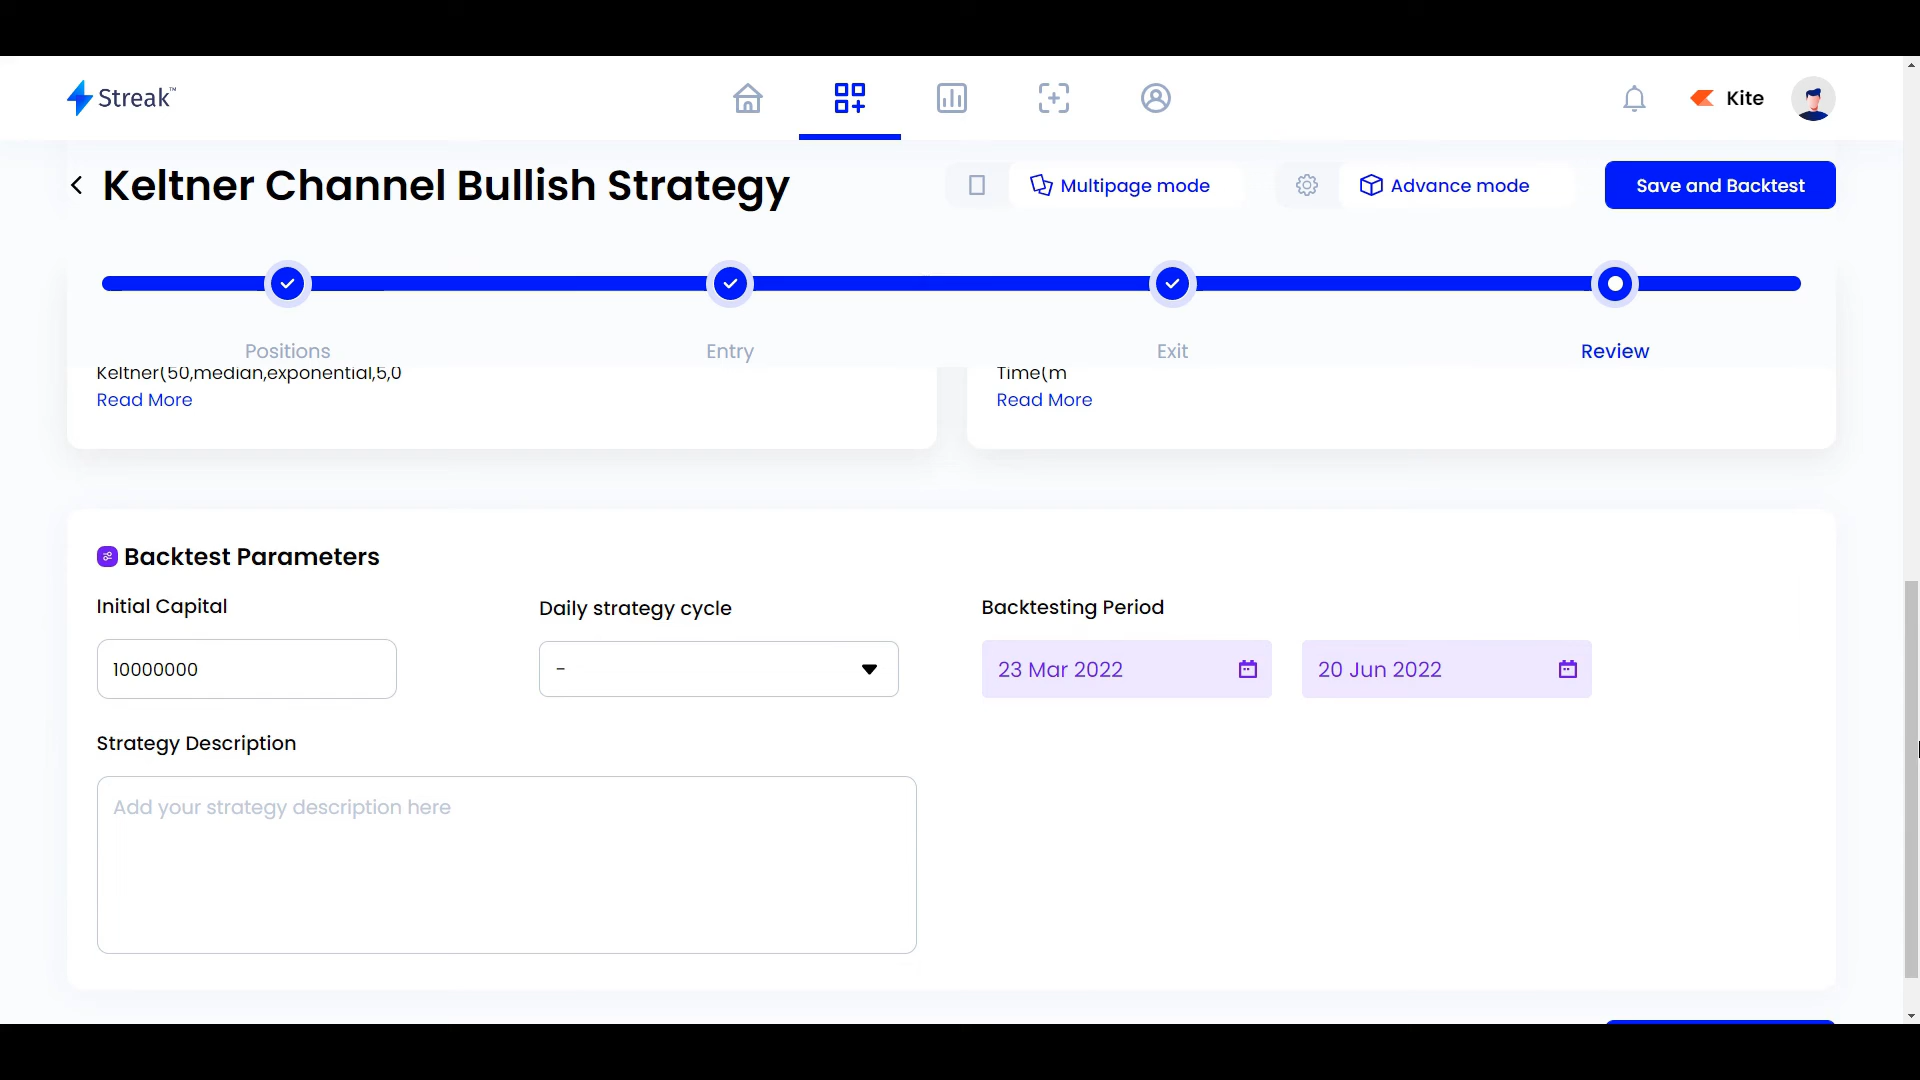 Streak™
Kite
Keltner Channel Bullish Strategy
Multipage mode
Advance mode
Save and Backtest
Positions
Entry
Exit
Review
Keltner(50,median,exponential,5,0
Read More
Time(m
Read More
Backtest Parameters
Initial Capital
Daily strategy cycle
Backtesting Period
10000000
-
23 Mar 2022
20 Jun 2022
Strategy Description
Add your strategy description here